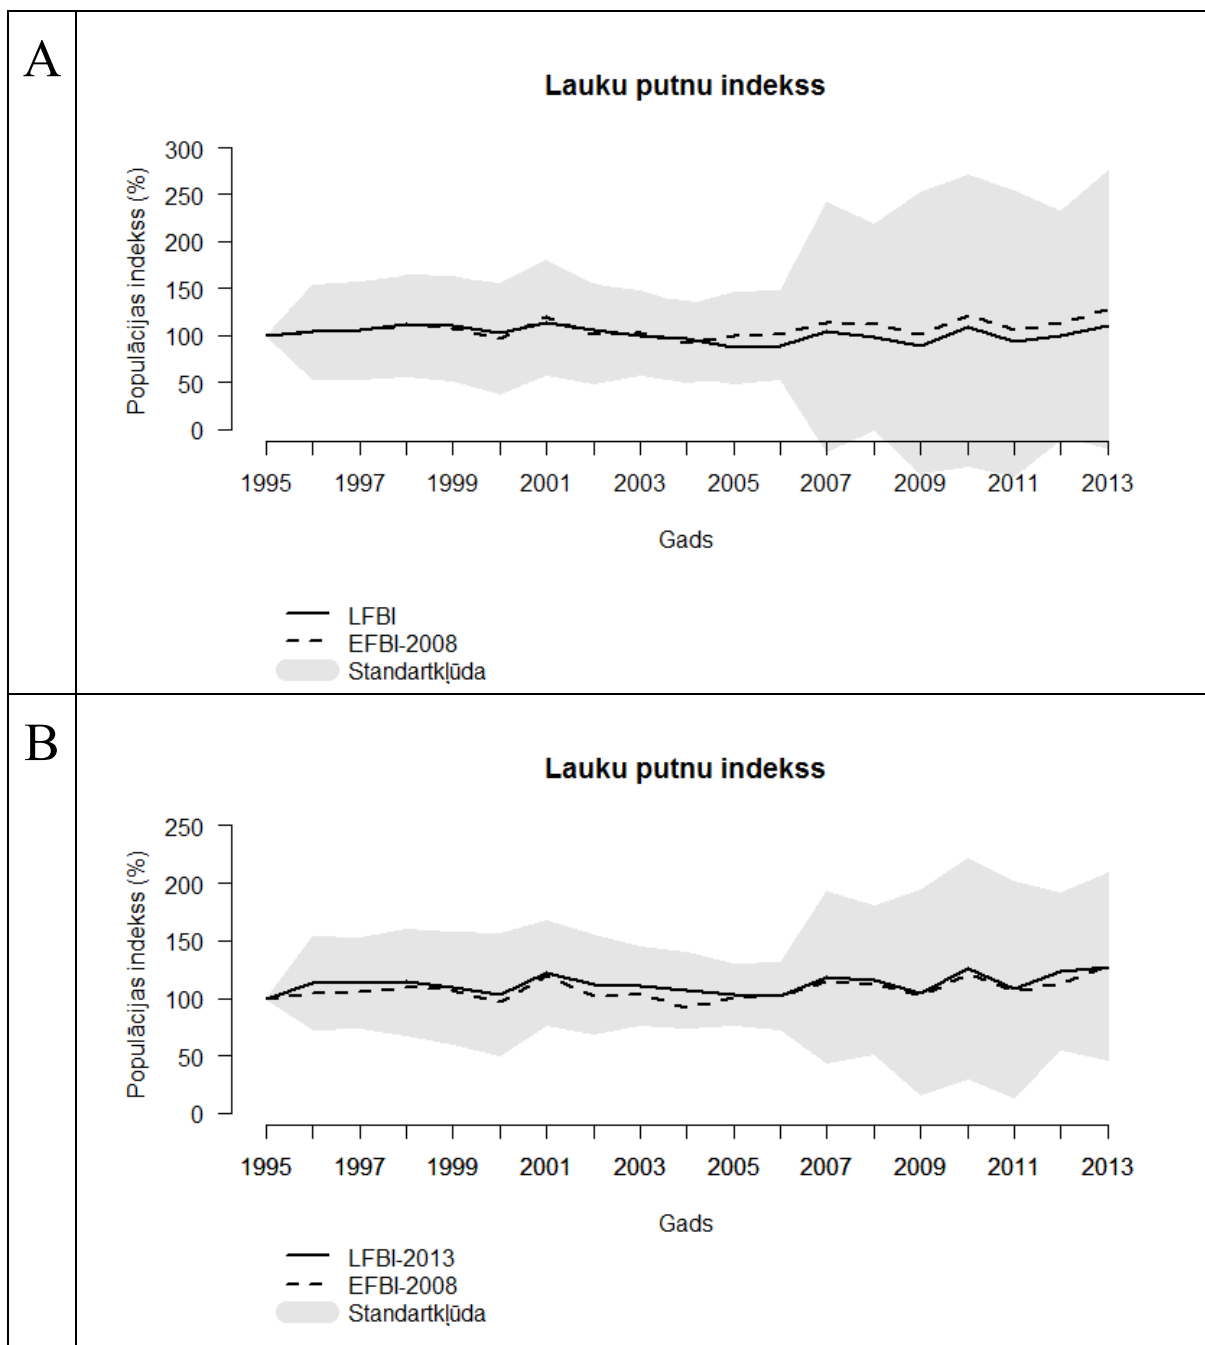 A
Lauku putnu indekss
Populācijas indekss (%)
300
250
200
150
100
50
0
1995 1997 1999 2001 2003 2005 2007 2009 2011 2013
Gads
LFBI
EFBI-2008
Standartkļūda
B
Lauku putnu indekss
Populācijas indekss (%)
250
200
150
100
50
0
1995 1997 1999 2001 2003 2005 2007 2009 2011 2013
Gads
LFBI-2013
EFBI-2008
Standartkļūda